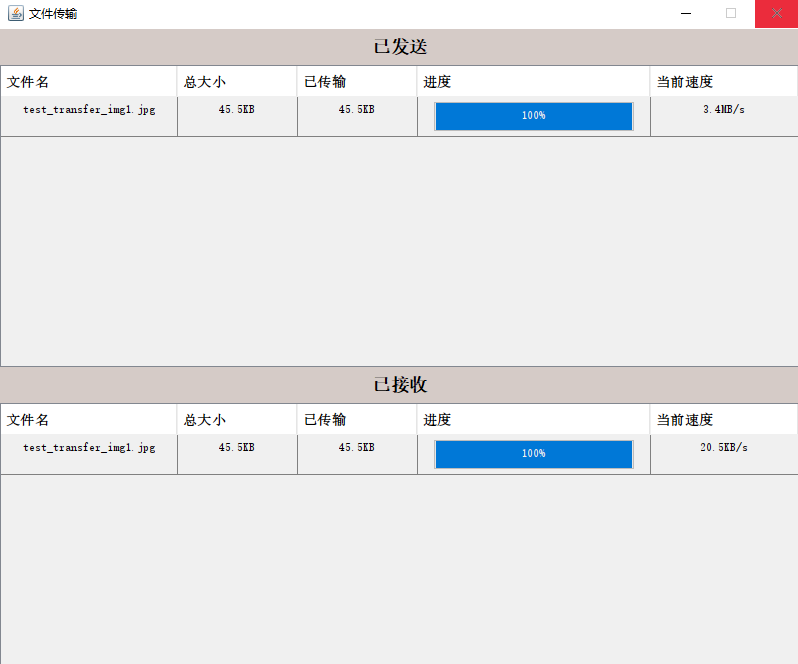 文件传输
已发送
文件名 总大小 已传输 进度 当前速度
test_transfer_img1.jpg 45.5KB 45.5KB 100% 3.4MB/s
已接收
文件名 总大小 已传输 进度 当前速度
test_transfer_img1.jpg 45.5KB 45.5KB 100% 20.5KB/s